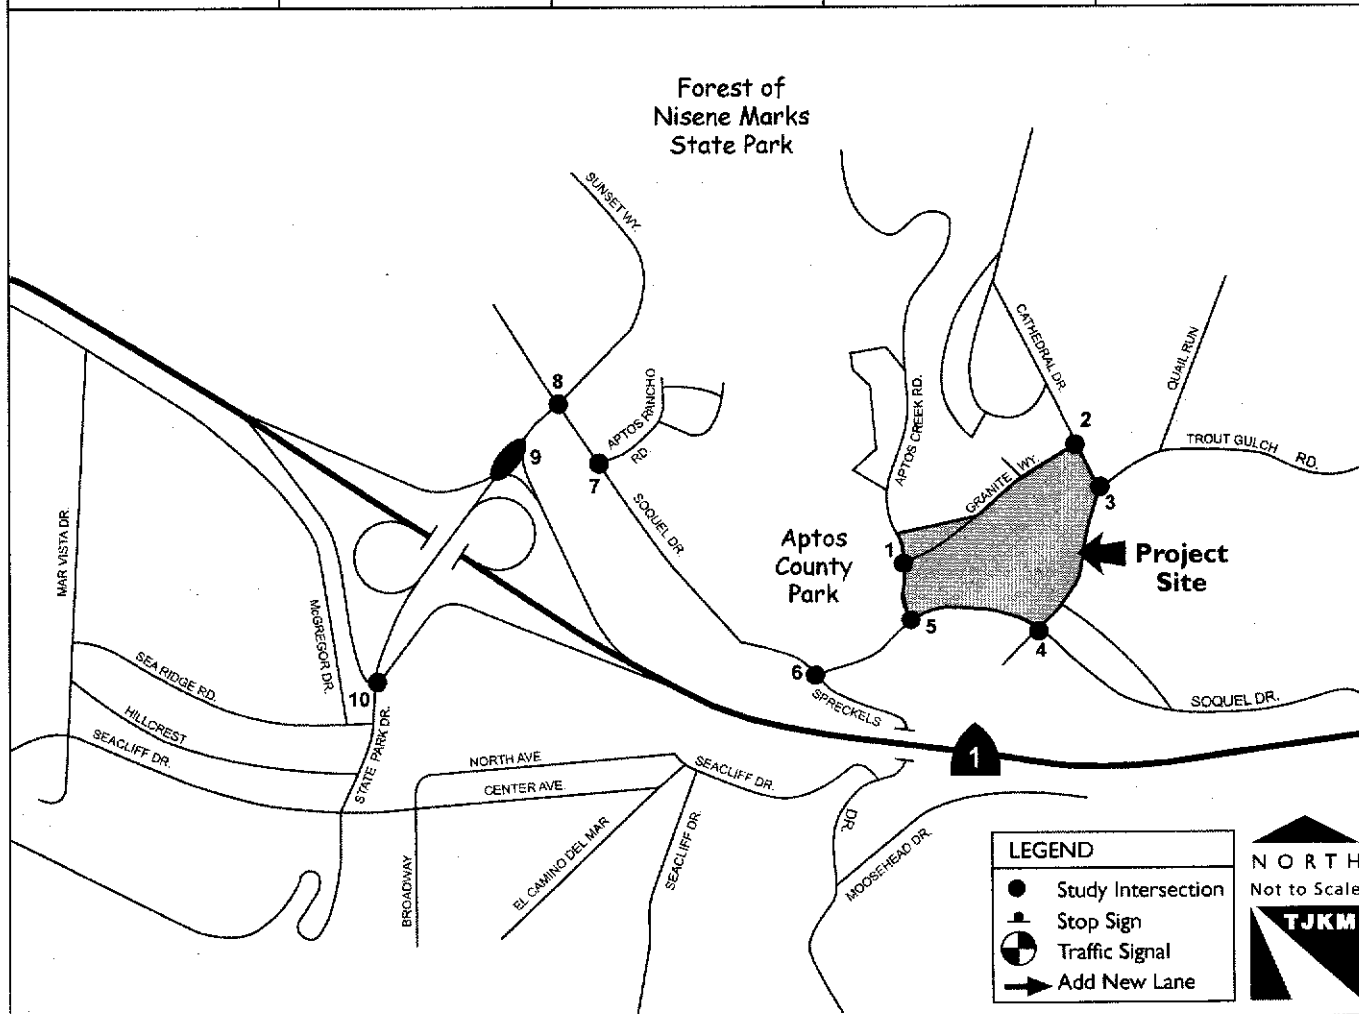 Forest of
Nisene Marks
State Park
SUNSET WY.
CATHEDRAL DR.
QUAIL RUN
8
APTOS RANCHO
RD.
APTOS CREEK RD.
2
TROUT GULCH RD.
9
7
GRANITE WY.
3
SOQUEL DR.
MAR VISTA DR.
Aptos
County
Park
1
Project
Site
McGREGOR DR.
5
4
SEA RIDGE RD.
10
6
SPRECKELS
SOQUEL DR.
HILLCREST
SEACLIFF DR.
STATE PARK DR.
NORTH AVE.
CENTER AVE.
SEACLIFF DR.
1
EL CAMINO DEL MAR
SEACLIFF DR.
DR.
MOOSEHEAD DR.
BROADWAY
LEGEND
Study Intersection
Stop Sign
Traffic Signal
Add New Lane
NORTH
Not to Scale
TJKM